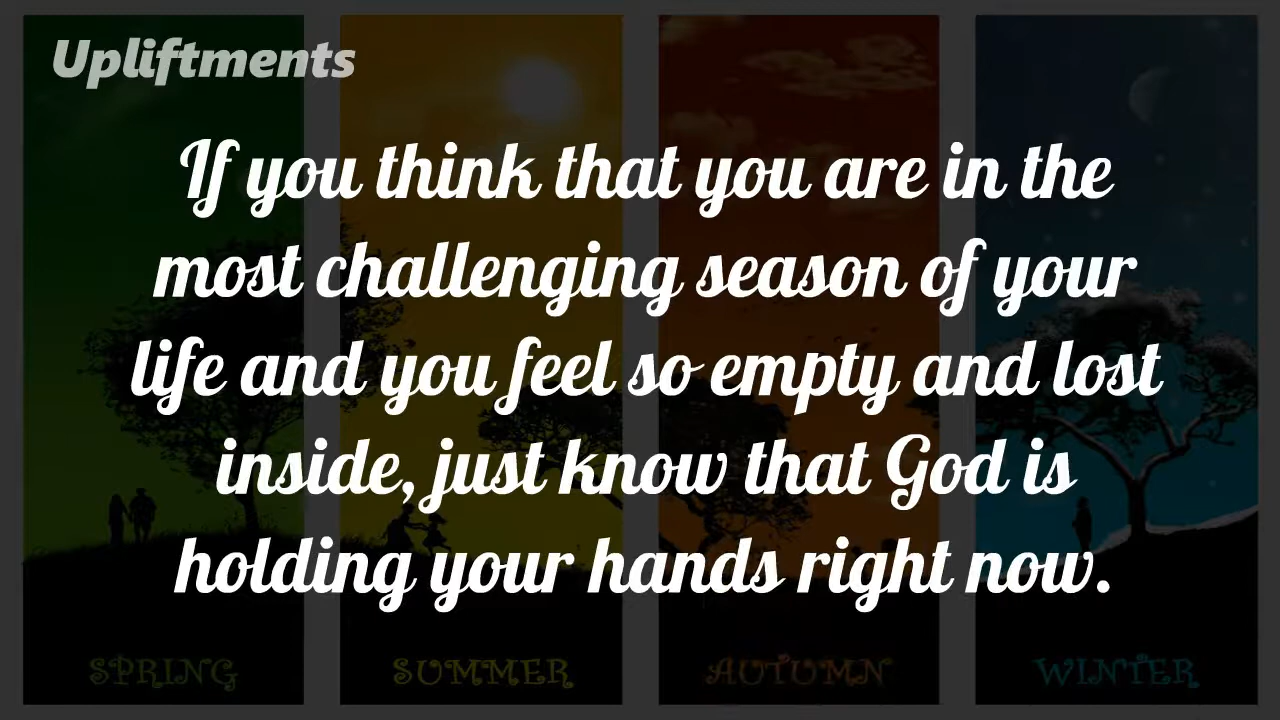 Upliftments
If you think that you are in the
most challenging season of your
life and you feel so empty and lost
inside, just know that God is
holding your hands right now.
SPRING
SUMMER
AUTUMN
WINTER